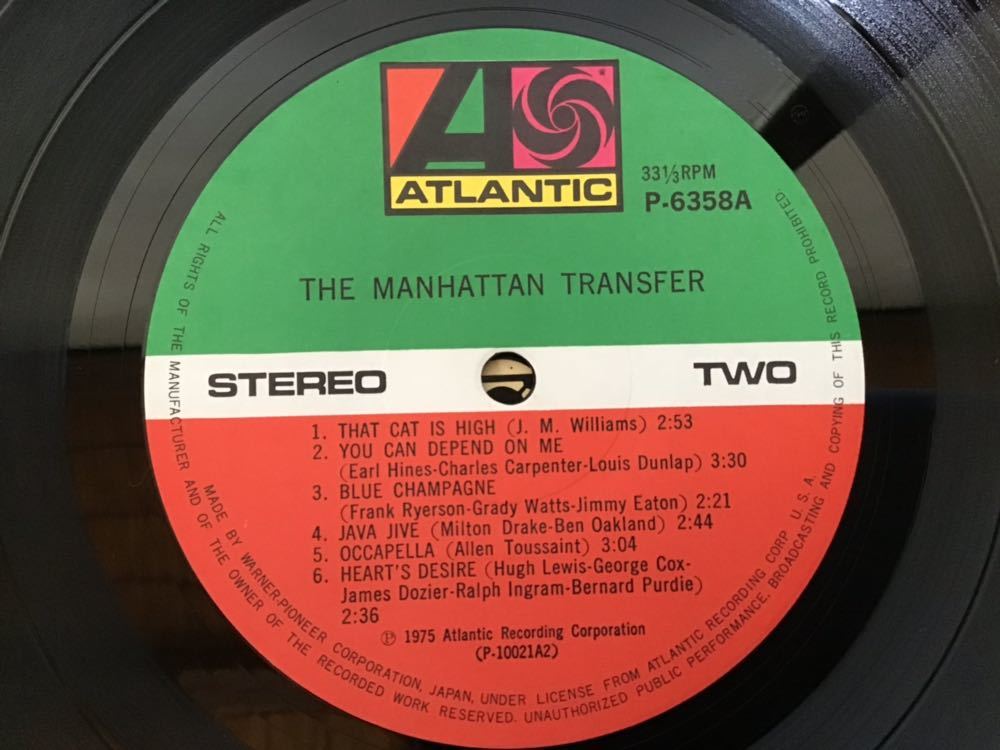 ATLANTIC
33⅓RPM
P-6358A
THE MANHATTAN TRANSFER
STEREO
TWO
1. THAT CAT IS HIGH (J. M. Williams) 2:53
2. YOU CAN DEPEND ON ME
(Earl Hines-Charles Carpenter-Louis Dunlap) 3:30
3. BLUE CHAMPAGNE
(Frank Ryerson-Grady Watts-Jimmy Eaton) 2:21
4. JAVA JIVE (Milton Drake-Ben Oakland) 2:44
5. OCCAPELLA (Allen Toussaint) 3:04
6. HEART'S DESIRE (Hugh Lewis-George Cox-
James Dozier-Ralph Ingram-Bernard Purdie)
2:36
℗ 1975 Atlantic Recording Corporation
(P-10021A2)
MADE BY WARNER-PIONEER CORPORATION, JAPAN, UNDER LICENSE FROM ATLANTIC RECORDING CORP. U. S. A.
ALL RIGHTS OF THE MANUFACTURER AND OF THE OWNER OF THE RECORDED WORK RESERVED. UNAUTHORIZED PUBLIC PERFORMANCE, BROADCASTING AND COPYING OF THIS RECORD PROHIBITED.